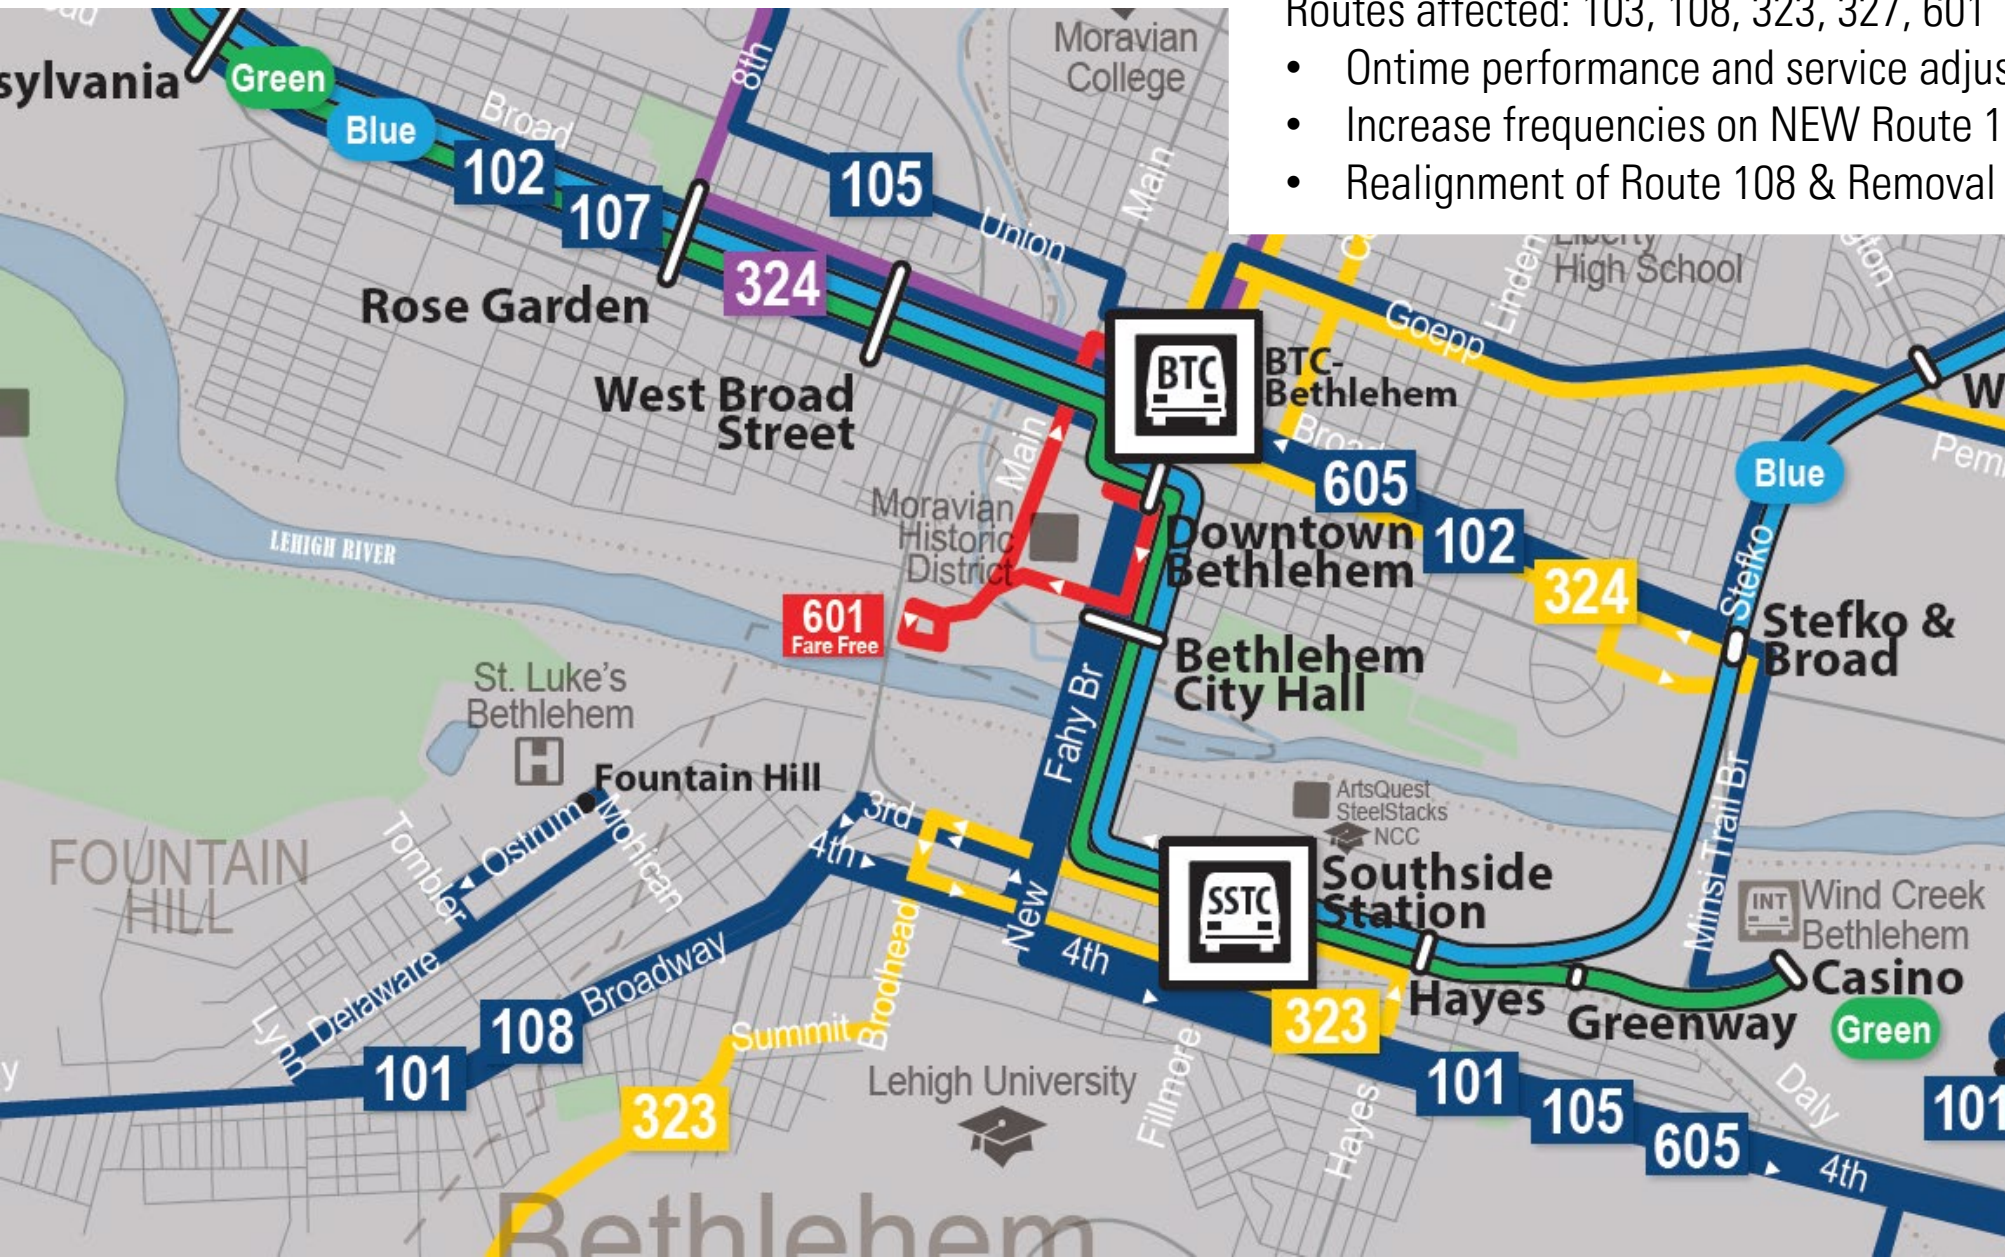 Routes affected: 103, 108, 323, 327, 601
• Ontime performance and service adjus
• Increase frequencies on NEW Route 1
• Realignment of Route 108 & Removal
sylvania
Green
Blue
Broad
102
107
8th
Moravian
College
105
Union
Main
Rose Garden
324
West Broad
Street
BTC
BTC-
Bethlehem
Goepp
Linden
Liberty
High School
W
Pem
Broad
605
102
324
Blue
Stefko
Stefko &
Broad
Main
Moravian
Historic
District
Downtown
Bethlehem
601
Fare Free
Bethlehem
City Hall
LEHIGH RIVER
St. Luke's
Bethlehem
H
Fountain Hill
Fahy Br
ArtsQuest
SteelStacks
NCC
Minsi Trail Br
FOUNTAIN
HILL
Tombler
Ostrum
Mohican
3rd
4th
New
SSTC
Southside
Station
INT
Wind Creek
Bethlehem
Casino
Green
Hayes
Greenway
Lynn
Delaware
Broadway
Brodhead
Summit
4th
108
101
323
323
Lehigh University
Fillmore
Hayes
Daly
101
105
605
4th
101
y
Bethlehem